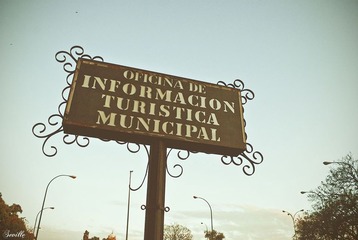 OFICINA DE
INFORMACION
TURISTICA
MUNICIPAL
Seville